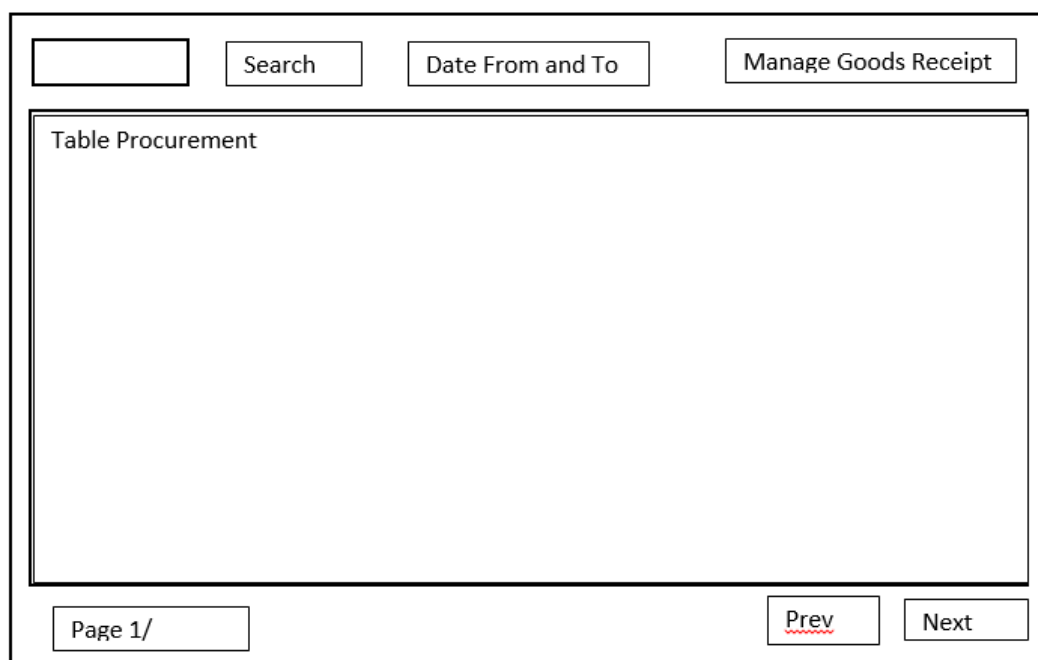 Search
Date From and To
Manage Goods Receipt
Table Procurement
Page 1/
Prev
Next